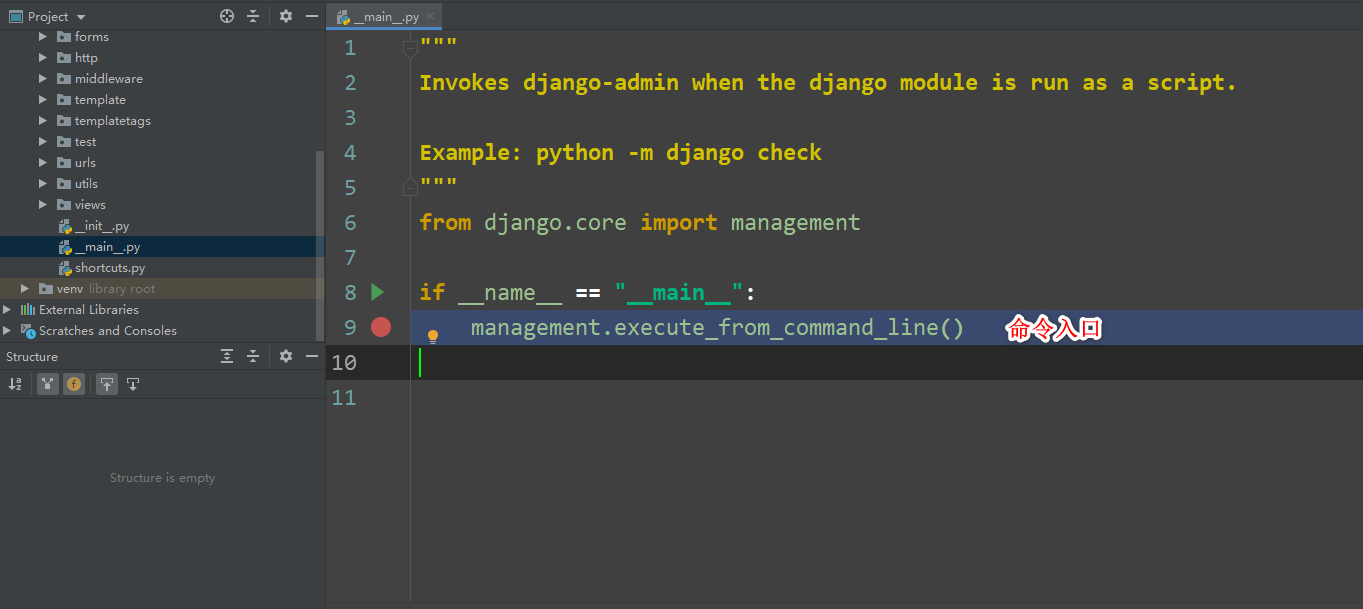 Project
__main__.py
forms
http
middleware
template
templatetags
test
urls
utils
views
__init__.py
__main__.py
shortcuts.py
venv library root
External Libraries
Scratches and Consoles
Structure
Structure is empty
1 """
2 Invokes django-admin when the django module is run as a script.
3
4 Example: python -m django check
5 """
6 from django.core import management
7
8 if __name__ == "__main__":
9 management.execute_from_command_line() 命令入口
10
11